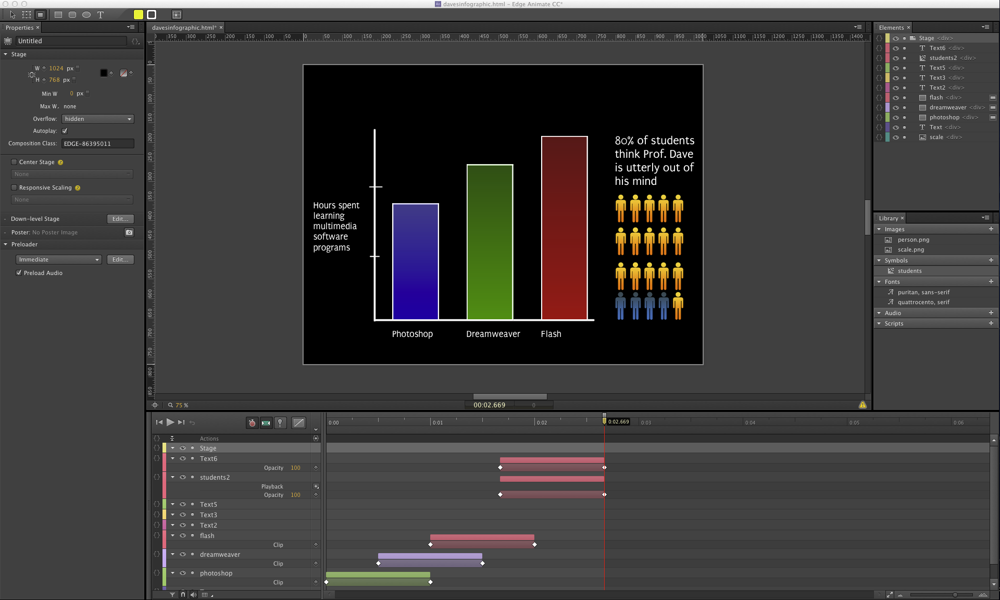 davesinfographic.html – Edge Animate CC*
T
Properties ×
Untitled
Stage
W 1024 px
H 768 px
Min W 0 px
Max W. none
Overflow: hidden
Autoplay:
Composition Class: EDGE-86395011
Center Stage ?
None
Responsive Scaling ?
None
Down-level Stage Edit...
Poster: No Poster Image
Preloader
Immediate Edit...
Preload Audio
davesinfographic.html* ×
350 300 250 200 150 100 50 0 50 100 150 200 250 300 350 400 450 500 550 600 650 700 750 800 850 900 950 1000 1050 1100 1150 1200 1250 1300 1350 1400
0
50
100
150
200
250
300
350
400
450
500
550
600
650
700
750
800
850
80% of students
think Prof. Dave
is utterly out of
his mind
Hours spent
learning
multimedia
software
programs
Photoshop Dreamweaver Flash
75 %
00:02.669 0
Elements ×
Stage <div>
T Text6 <div>
students2 <div>
T Text5 <div>
T Text3 <div>
T Text2 <div>
flash <div>
dreamweaver <div>
photoshop <div>
T Text <div>
scale <div>
Library ×
Images +
person.png
scale.png
Symbols +
students
Fonts +
puritan, sans-serif
quattrocento, serif
Audio +
Scripts +
0:00 0:01 0:02 0:02.669 0:03 0:04 0:05 0:06
Actions
Stage
Text6
Opacity 100
students2
Playback
Opacity 100
Text5
Text3
Text2
flash
Clip
dreamweaver
Clip
photoshop
Clip